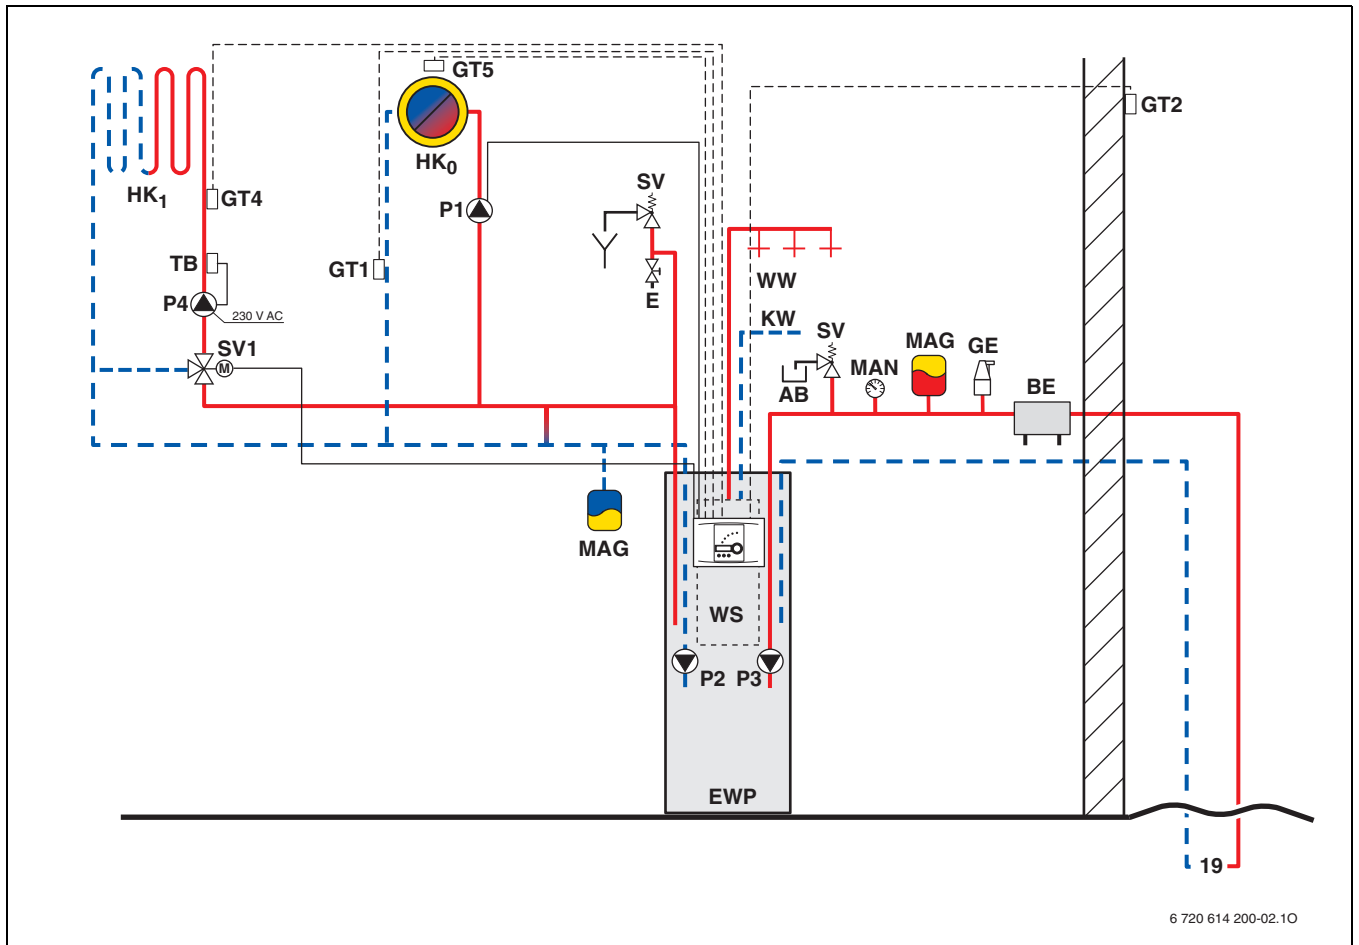 GT5
GT2
HK0
HK1
GT4
P1
SV
TB
GT1
WW
P4
230 V AC
E
KW
SV
SV1
M
MAN
MAG
GE
AB
BE
MAG
WS
P2
P3
EWP
19
6 720 614 200-02.1O